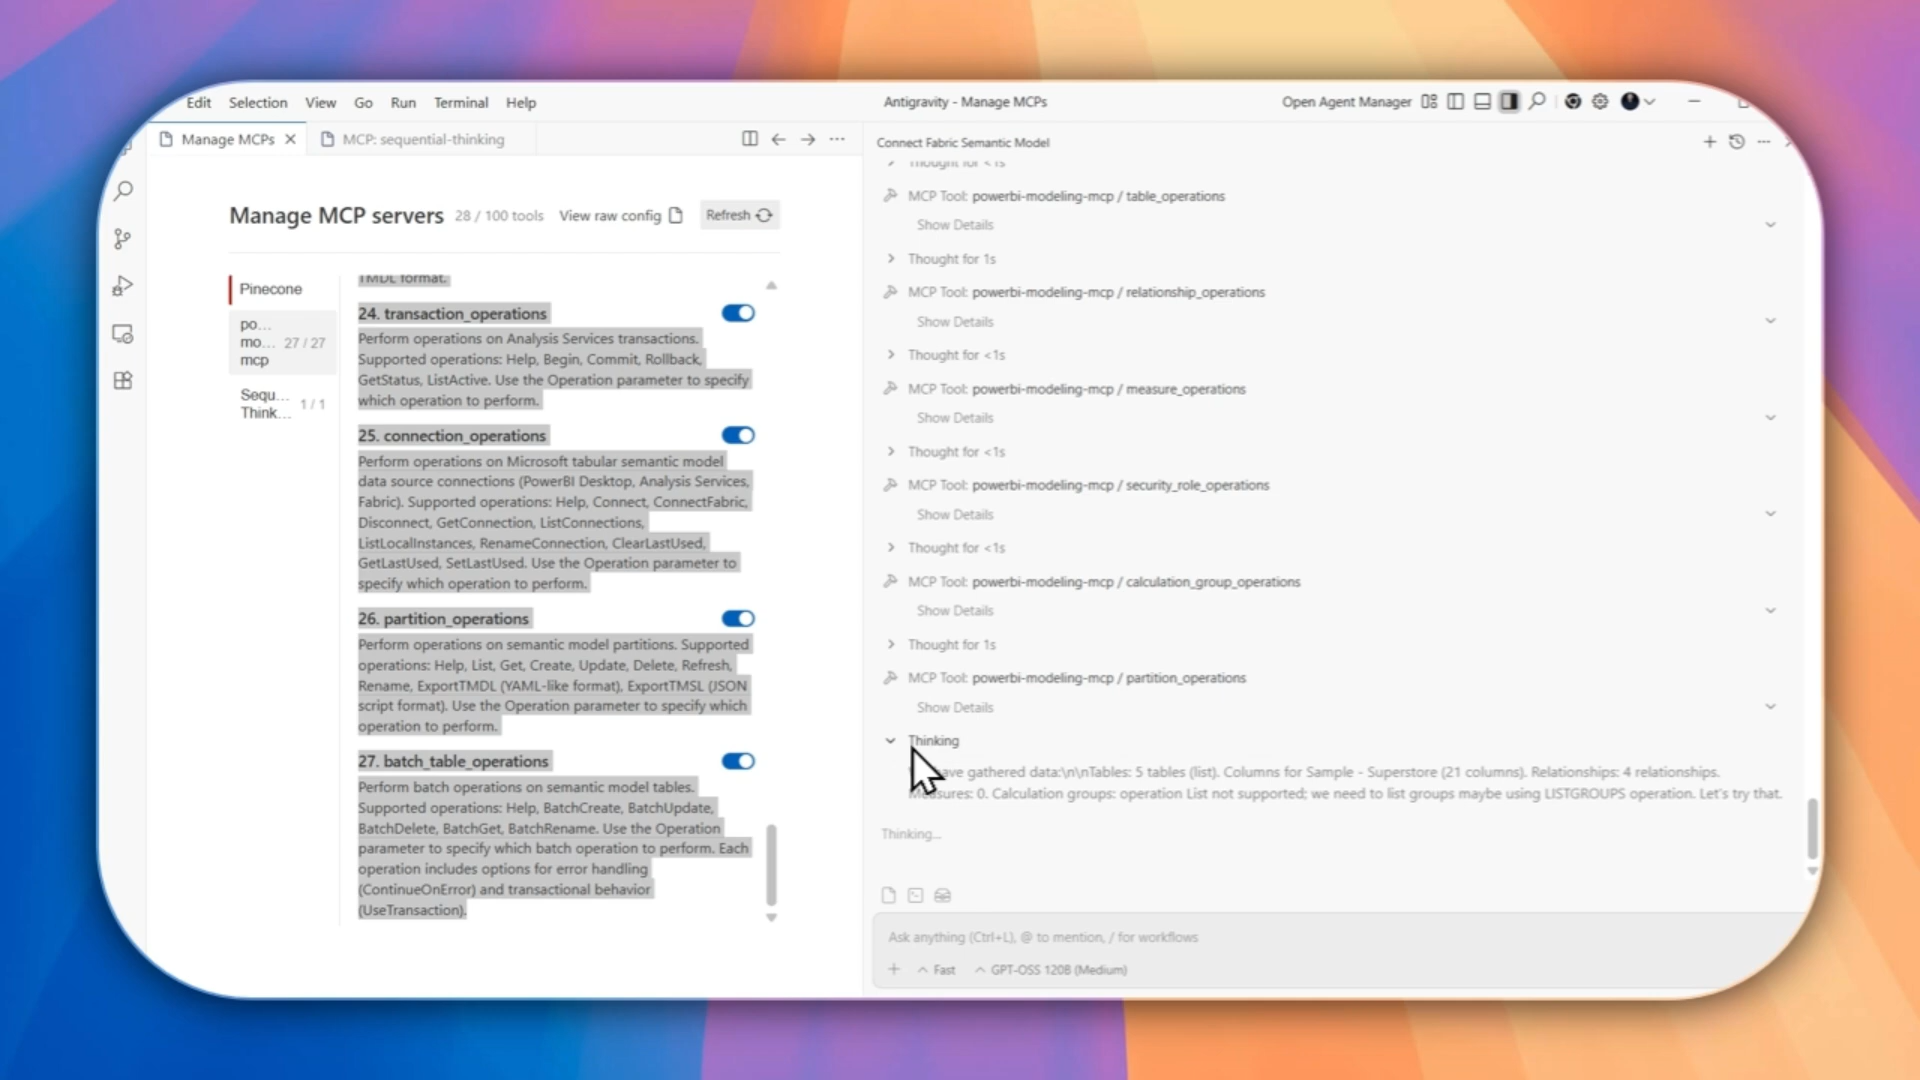 Edit Selection View Go Run Terminal Help
Antigravity - Manage MCPs
Open Agent Manager
Manage MCPs
MCP: sequential-thinking
Manage MCP servers 28 / 100 tools View raw config Refresh
Pinecone
po...
mo... 27 / 27
mcp
Sequ... 1 / 1
Think...
TMDL format.
24. transaction_operations
Perform operations on Analysis Services transactions.
Supported operations: Help, Begin, Commit, Rollback,
GetStatus, ListActive. Use the Operation parameter to specify
which operation to perform.
25. connection_operations
Perform operations on Microsoft tabular semantic model
data source connections (PowerBI Desktop, Analysis Services,
Fabric). Supported operations: Help, Connect, ConnectFabric,
Disconnect, GetConnection, ListConnections,
ListLocalInstances, RenameConnection, ClearLastUsed,
GetLastUsed, SetLastUsed. Use the Operation parameter to
specify which operation to perform.
26. partition_operations
Perform operations on semantic model partitions. Supported
operations: Help, List, Get, Create, Update, Delete, Refresh,
Rename, ExportTMDL (YAML-like format), ExportTMSL (JSON
script format). Use the Operation parameter to specify which
operation to perform.
27. batch_table_operations
Perform batch operations on semantic model tables.
Supported operations: Help, BatchCreate, BatchUpdate,
BatchDelete, BatchGet, BatchRename. Use the Operation
parameter to specify which batch operation to perform. Each
operation includes options for error handling
(ContinueOnError) and transactional behavior
(UseTransaction).
Connect Fabric Semantic Model
Thought for <1s
MCP Tool: powerbi-modeling-mcp / table_operations
Show Details
Thought for 1s
MCP Tool: powerbi-modeling-mcp / relationship_operations
Show Details
Thought for <1s
MCP Tool: powerbi-modeling-mcp / measure_operations
Show Details
Thought for <1s
MCP Tool: powerbi-modeling-mcp / security_role_operations
Show Details
Thought for <1s
MCP Tool: powerbi-modeling-mcp / calculation_group_operations
Show Details
Thought for 1s
MCP Tool: powerbi-modeling-mcp / partition_operations
Show Details
Thinking
have gathered data:\n\nTables: 5 tables (list). Columns for Sample - Superstore (21 columns). Relationships: 4 relationships.
Measures: 0. Calculation groups: operation List not supported; we need to list groups maybe using LISTGROUPS operation. Let's try that.
Thinking...
Ask anything (Ctrl+L), @ to mention, / for workflows
Fast GPT-OSS 120B (Medium)